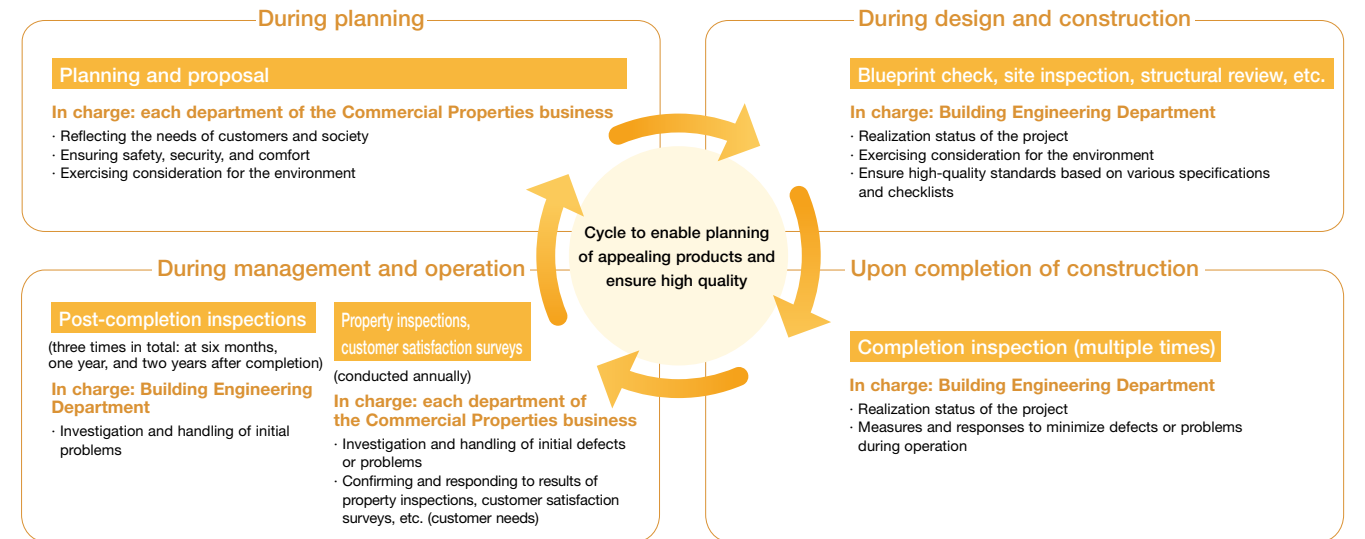 During planning
Planning and proposal
In charge: each department of the Commercial Properties business
· Reflecting the needs of customers and society
· Ensuring safety, security, and comfort
· Exercising consideration for the environment
During design and construction
Blueprint check, site inspection, structural review, etc.
In charge: Building Engineering Department
· Realization status of the project
· Exercising consideration for the environment
· Ensure high-quality standards based on various specifications
and checklists
Cycle to enable planning
of appealing products and
ensure high quality
During management and operation
Post-completion inspections
(three times in total: at six months,
one year, and two years after completion)
In charge: Building Engineering
Department
· Investigation and handling of initial
problems
Property inspections,
customer satisfaction surveys
(conducted annually)
In charge: each department of
the Commercial Properties business
· Investigation and handling of initial defects
or problems
· Confirming and responding to results of
property inspections, customer satisfaction
surveys, etc. (customer needs)
Upon completion of construction
Completion inspection (multiple times)
In charge: Building Engineering Department
· Realization status of the project
· Measures and responses to minimize defects or problems
during operation